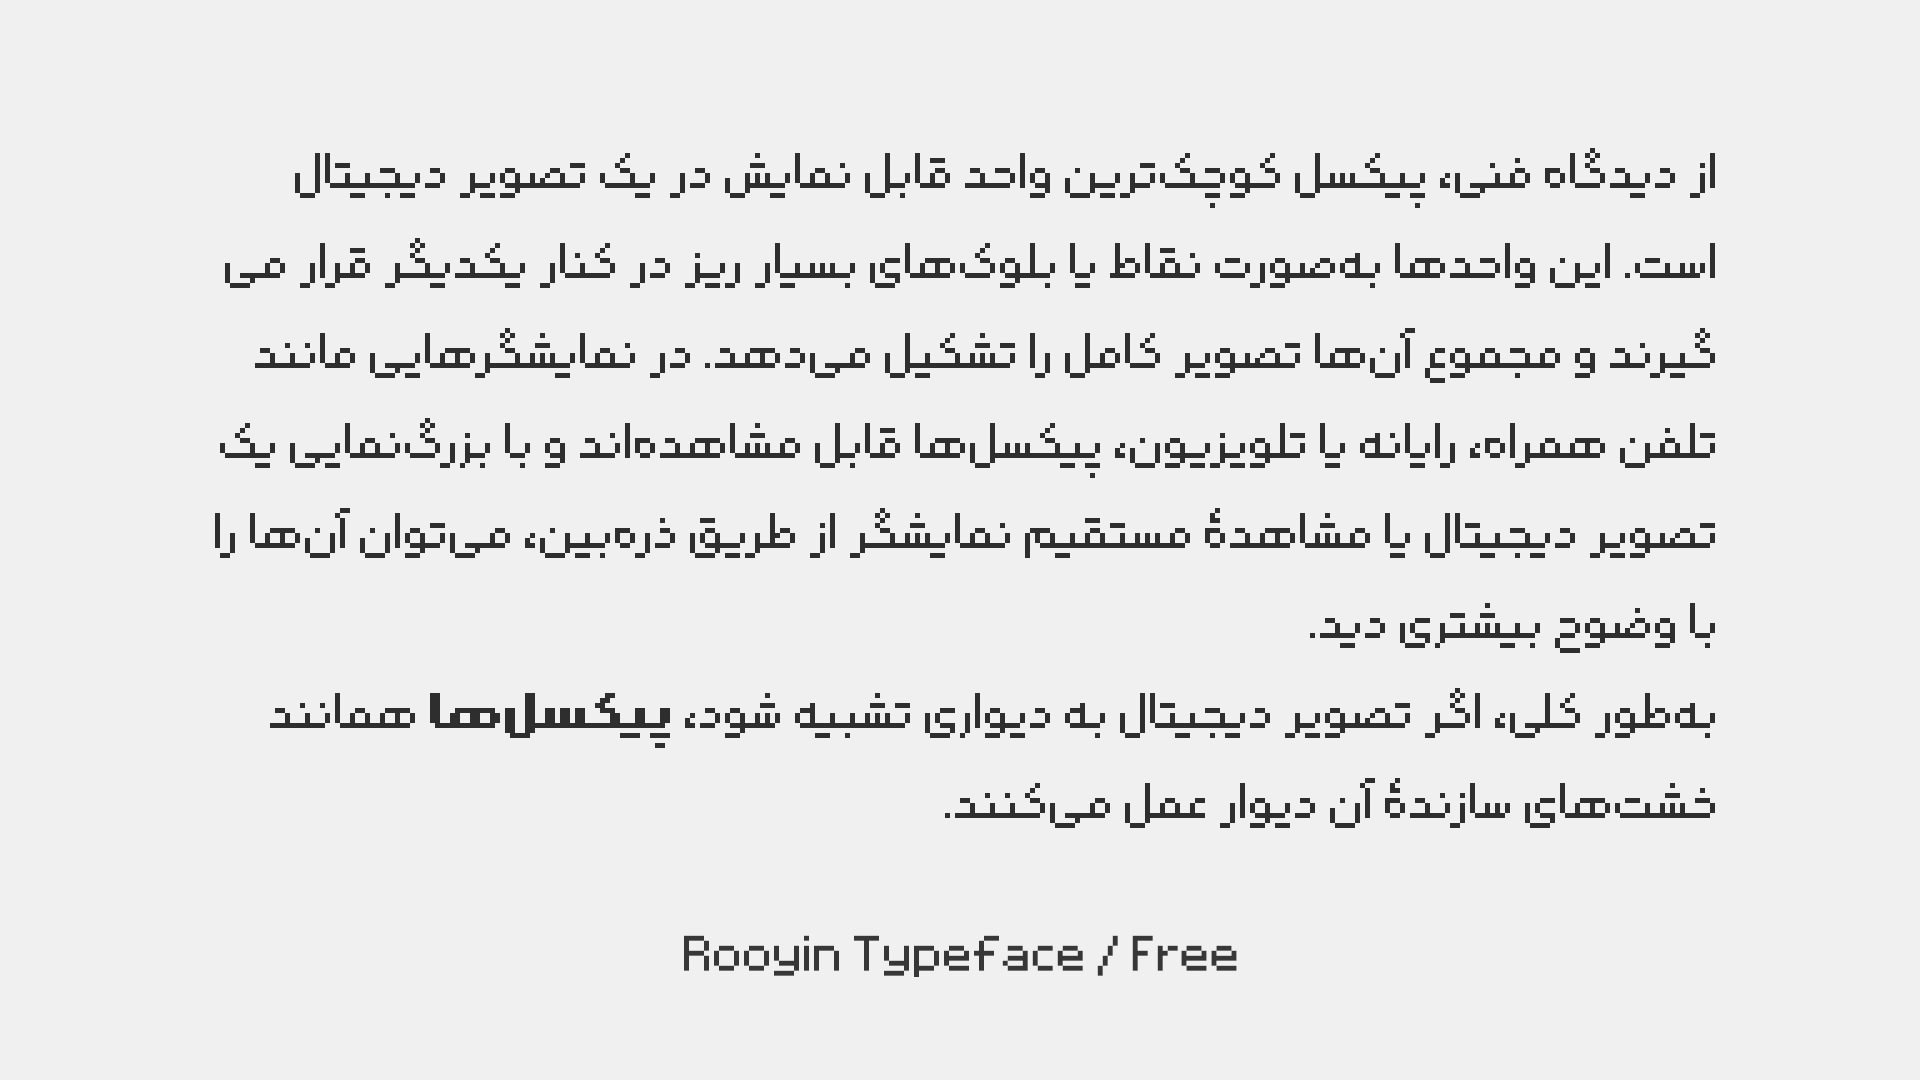 از دیدگاه فنی، پیکسل کوچک‌ترین واحد قابل نمایش در یک تصویر دیجیتال
است. این واحدها به‌صورت نقاط یا بلوک‌های بسیار ریز در کنار یکدیگر قرار می
گیرند و مجموع آن‌ها تصویر کامل را تشکیل می‌دهد. در نمایشگرهایی مانند
تلفن همراه، رایانه یا تلویزیون، پیکسل‌ها قابل مشاهده‌اند و با بزرگ‌نمایی یک
تصویر دیجیتال یا مشاهدهٔ مستقیم نمایشگر از طریق ذره‌بین، می‌توان آن‌ها را
با وضوح بیشتری دید.
به‌طور کلی، اگر تصویر دیجیتال به دیواری تشبیه شود، پیکسل‌ها همانند
خشت‌های سازندهٔ آن دیوار عمل می‌کنند.
Rooyin Typeface / Free